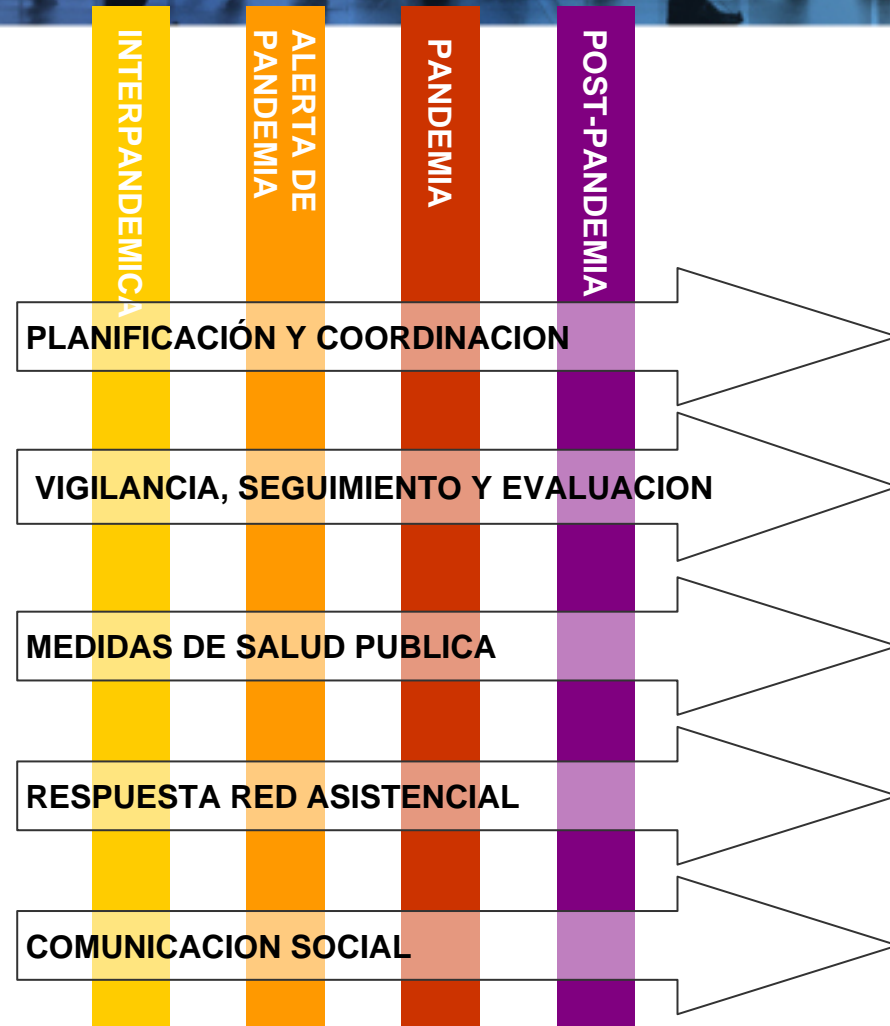 INTERPANDEMICA
ALERTA DE
PANDEMIA
PANDEMIA
POST-PANDEMIA
PLANIFICACIÓN Y COORDINACION
VIGILANCIA, SEGUIMIENTO Y EVALUACION
MEDIDAS DE SALUD PUBLICA
RESPUESTA RED ASISTENCIAL
COMUNICACION SOCIAL